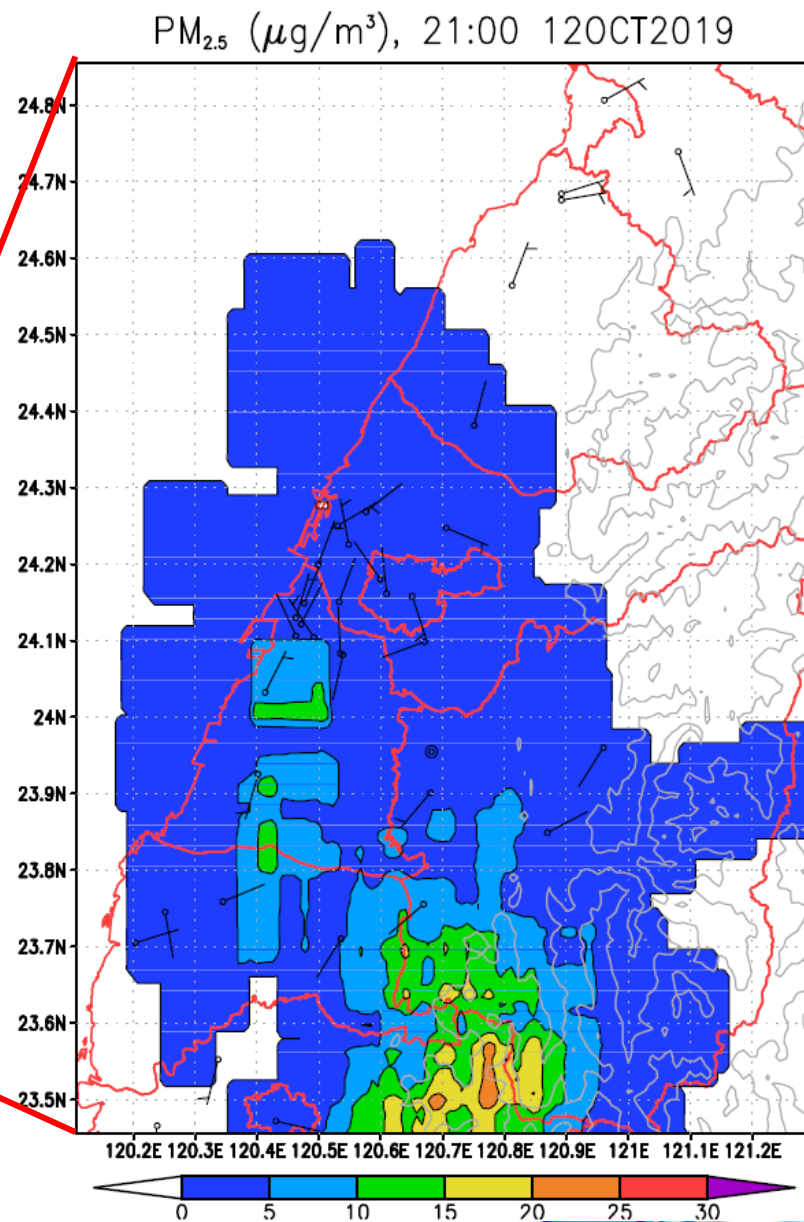 PM2.5 (μg/m³), 21:00 12OCT2019
24.8N
24.7N
24.6N
24.5N
24.4N
24.3N
24.2N
24.1N
24N
23.9N
23.8N
23.7N
23.6N
23.5N
120.2E 120.3E 120.4E 120.5E 120.6E 120.7E 120.8E 120.9E 121E 121.1E 121.2E
0 5 10 15 20 25 30